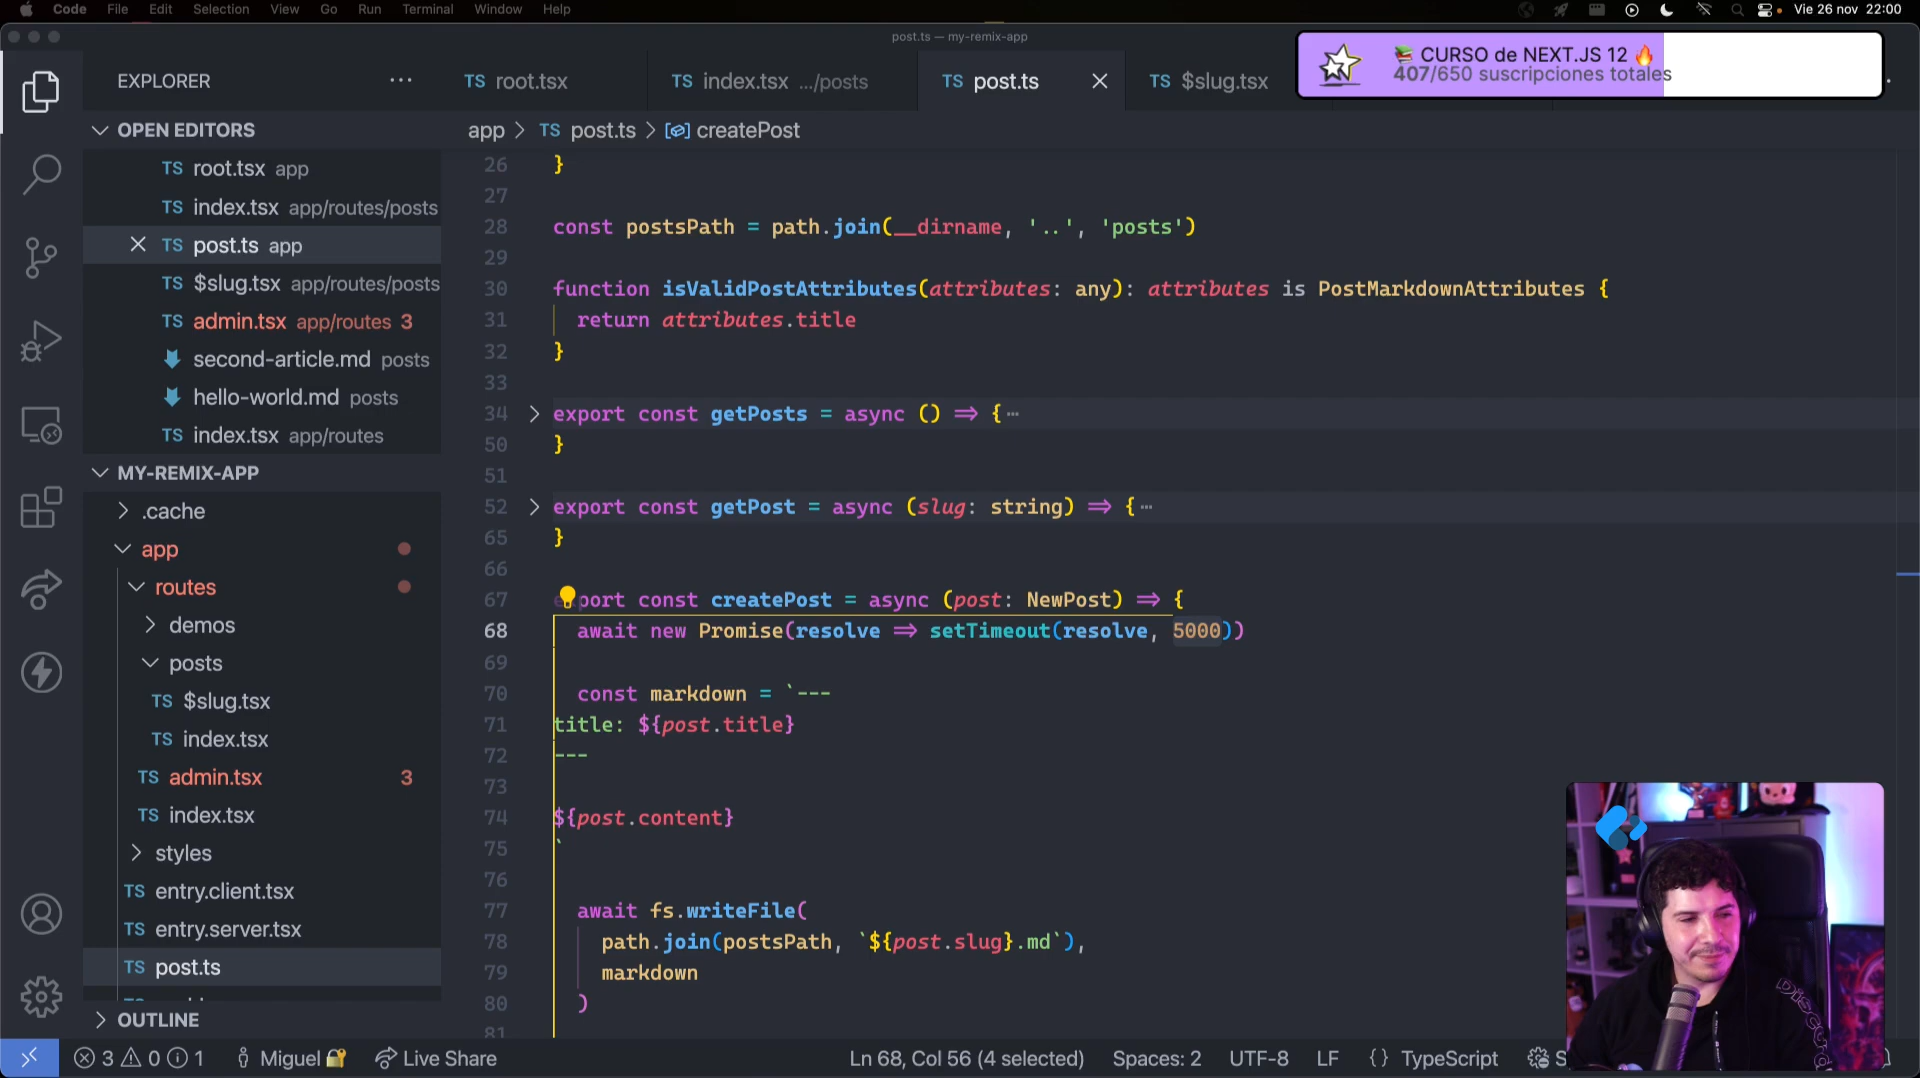 Code File Edit Selection View Go Run Terminal Window Help
Vie 26 nov 22:00
post.ts — my-remix-app
CURSO de NEXT.JS 12
407/650 suscripciones totales
EXPLORER
TS root.tsx
TS index.tsx .../posts
TS post.ts
TS $slug.tsx
app > TS post.ts > createPost
OPEN EDITORS
TS root.tsx app
TS index.tsx app/routes/posts
TS post.ts app
TS $slug.tsx app/routes/posts
TS admin.tsx app/routes 3
second-article.md posts
hello-world.md posts
TS index.tsx app/routes
MY-REMIX-APP
.cache
app
routes
demos
posts
TS $slug.tsx
TS index.tsx
TS admin.tsx 3
TS index.tsx
styles
TS entry.client.tsx
TS entry.server.tsx
TS post.ts
OUTLINE
26 }
27
28 const postsPath = path.join(__dirname, '..', 'posts')
29
30 function isValidPostAttributes(attributes: any): attributes is PostMarkdownAttributes {
31 return attributes.title
32 }
33
34 export const getPosts = async () => { ⋯
50 }
51
52 export const getPost = async (slug: string) => { ⋯
65 }
66
67 export const createPost = async (post: NewPost) => {
68 await new Promise(resolve => setTimeout(resolve, 5000))
69
70 const markdown = `---
71 title: ${post.title}
72 ---
73
74 ${post.content}
75 `
76
77 await fs.writeFile(
78 path.join(postsPath, `${post.slug}.md`),
79 markdown
80 )
81
3 0 1 Miguel Live Share
Ln 68, Col 56 (4 selected) Spaces: 2 UTF-8 LF {} TypeScript